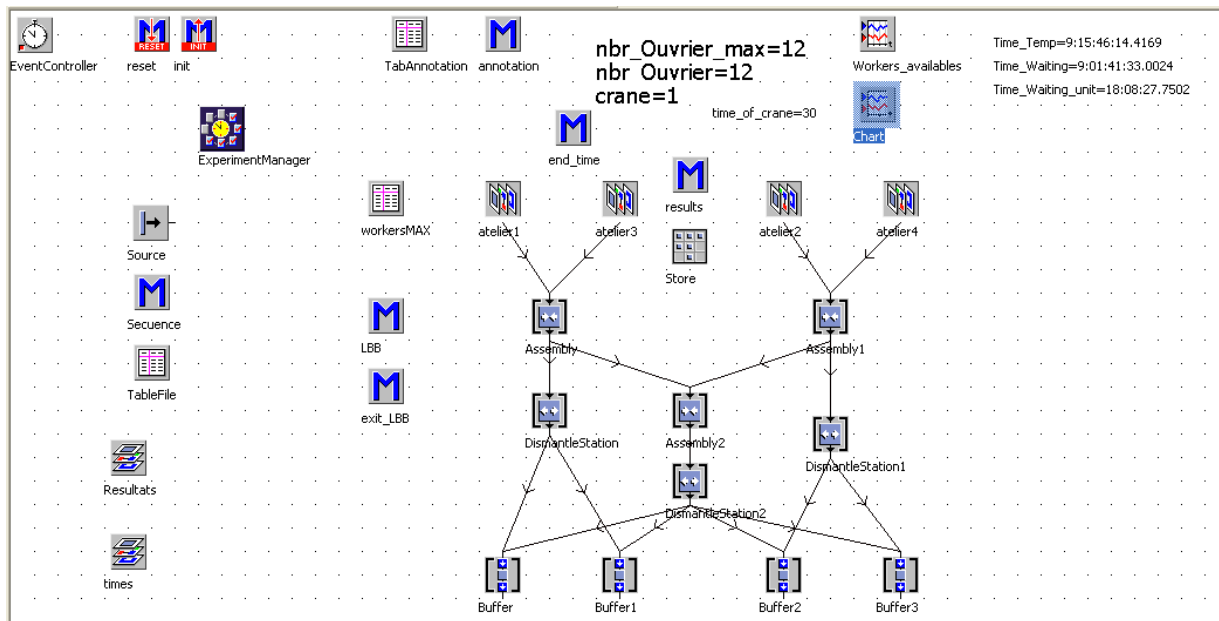 EventController
RESET
reset
INIT
init
TabAnnotation
annotation
nbr_Ouvrier_max=12
nbr_Ouvrier=12
crane=1
Workers_availables
Time_Temp=9:15:46:14.4169
Time_Waiting=9:01:41:33.0024
Time_Waiting_unit=18:08:27.7502
time_of_crane=30
Chart
ExperimentManager
end_time
results
workersMAX
atelier1
atelier3
atelier2
atelier4
Source
Store
Secuence
LBB
Assembly
Assembly1
TableFile
exit_LBB
DismantleStation
Assembly2
DismantleStation1
Resultats
DismantleStation2
times
Buffer
Buffer1
Buffer2
Buffer3